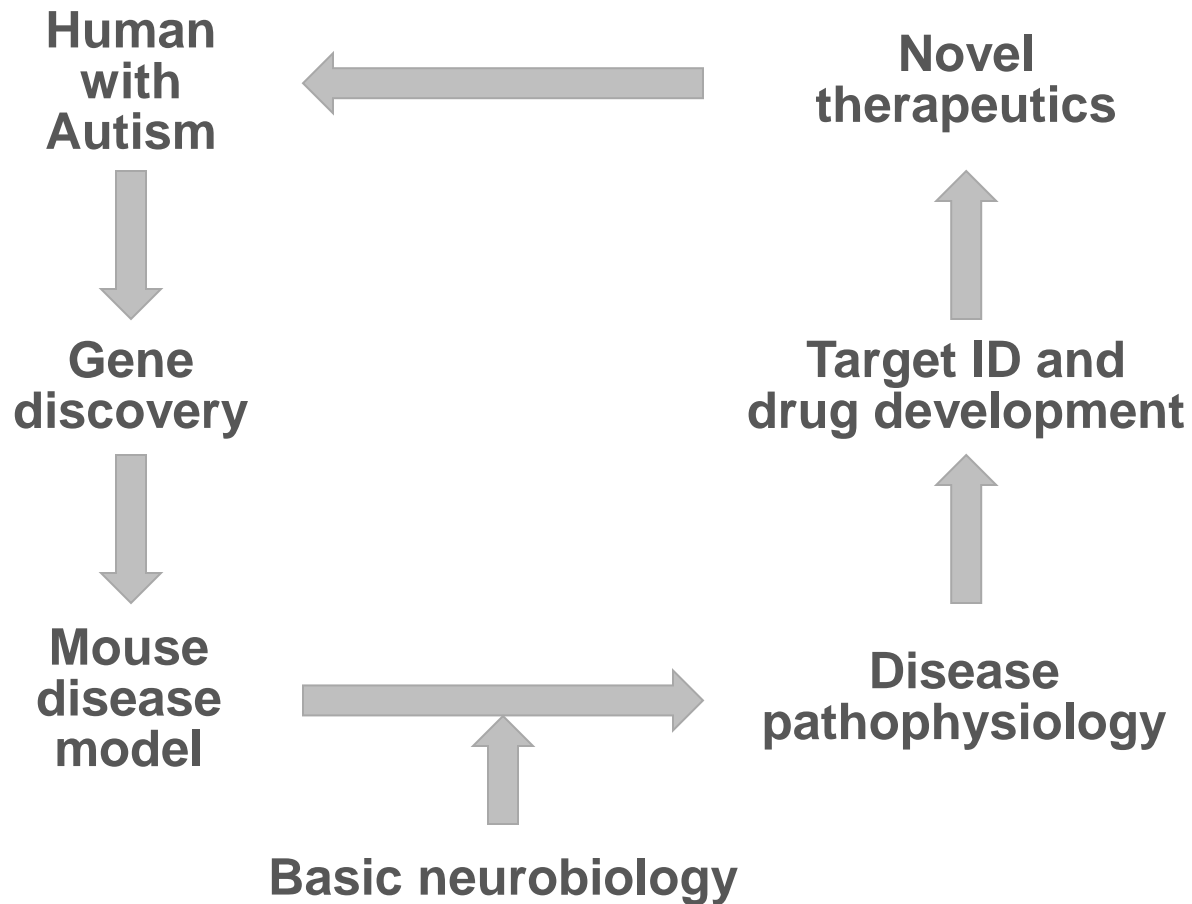 Human
with
Autism
Novel
therapeutics
Gene
discovery
Target ID and
drug development
Mouse
disease
model
Disease
pathophysiology
Basic neurobiology